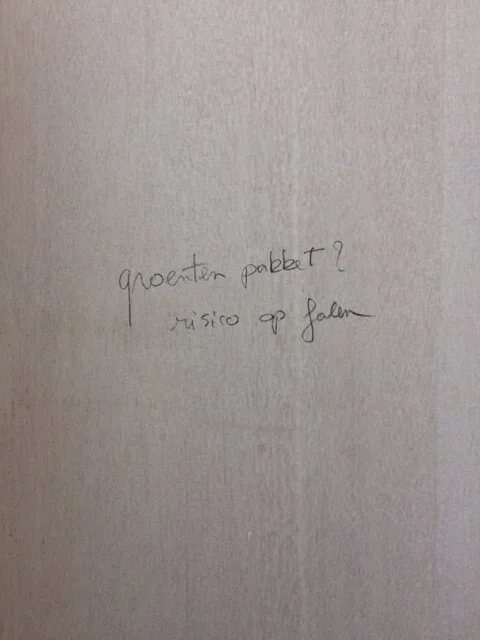 groenten pakket?
risico op falen